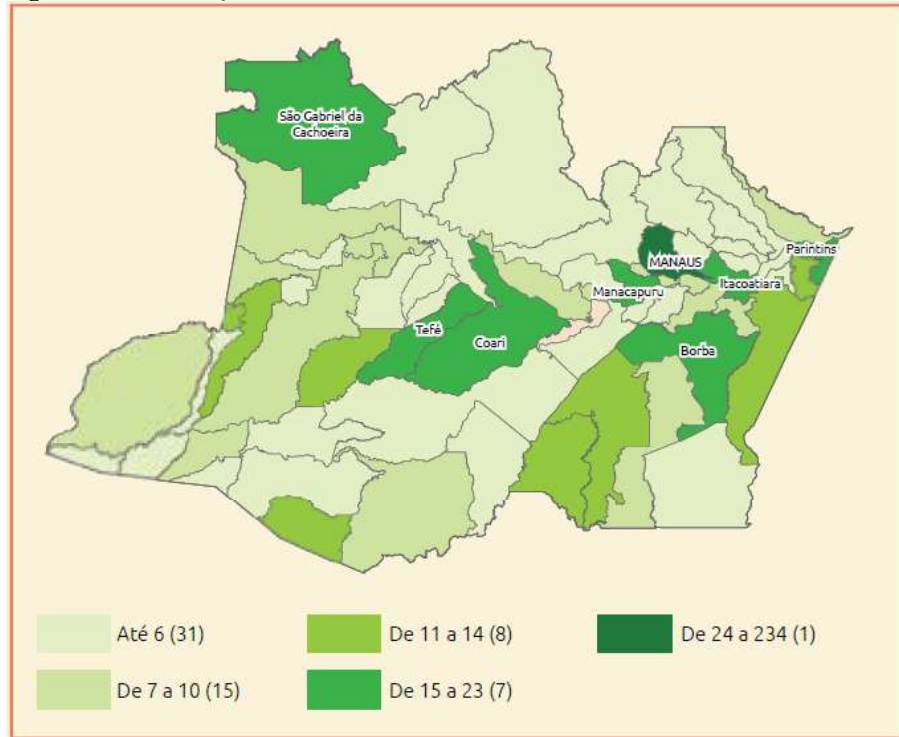 São Gabriel da
Cachoeira
Parintins
MANAUS
Itacoatiara
Manacapuru
Tefé
Coari
Borba
Até 6 (31)
De 11 a 14 (8)
De 24 a 234 (1)
De 7 a 10 (15)
De 15 a 23 (7)